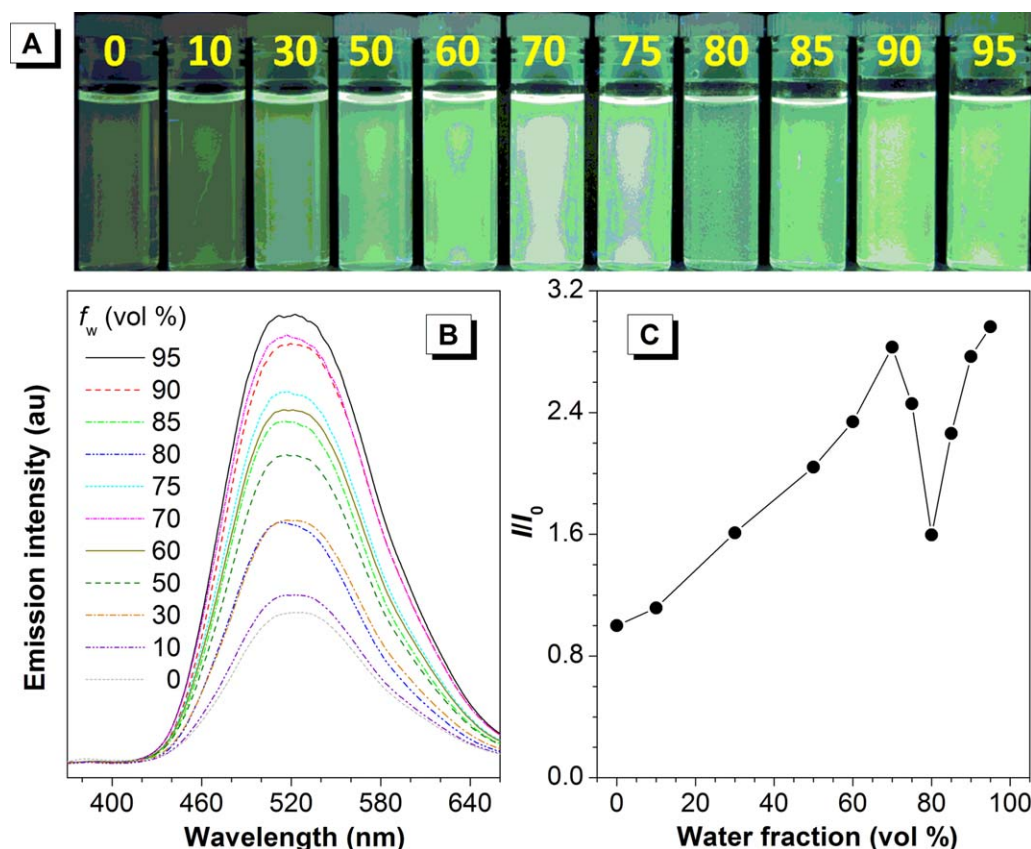 A
0 10 30 50 60 70 75 80 85 90 95
B
f_w (vol %)
95
90
85
80
75
70
60
50
30
10
0
Emission intensity (au)
400 460 520 580 640
Wavelength (nm)
C
3.2
2.4
1.6
0.8
0.0
I/I_0
0 20 40 60 80 100
Water fraction (vol %)